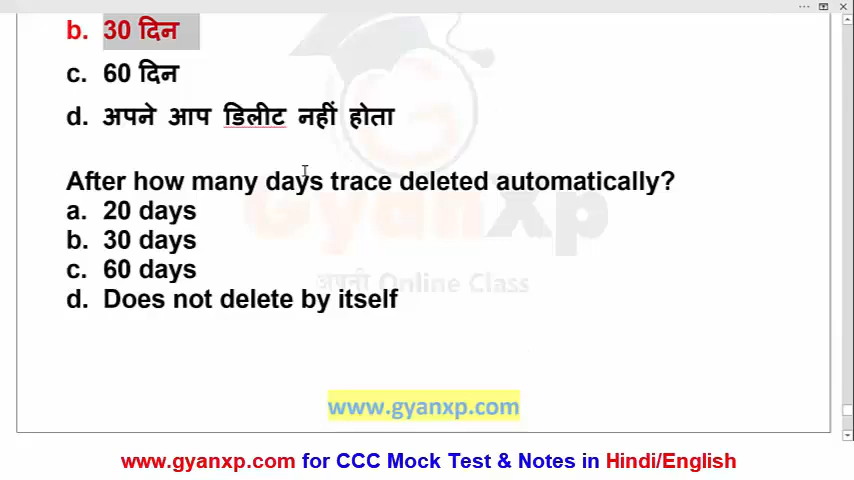 b. 30 दिन
c. 60 दिन
d. अपने आप डिलीट नहीं होता
After how many days trace deleted automatically?
a. 20 days
b. 30 days
c. 60 days
d. Does not delete by itself
GyanXp
अपनी Online Class
www.gyanxp.com
www.gyanxp.com for CCC Mock Test & Notes in Hindi/English